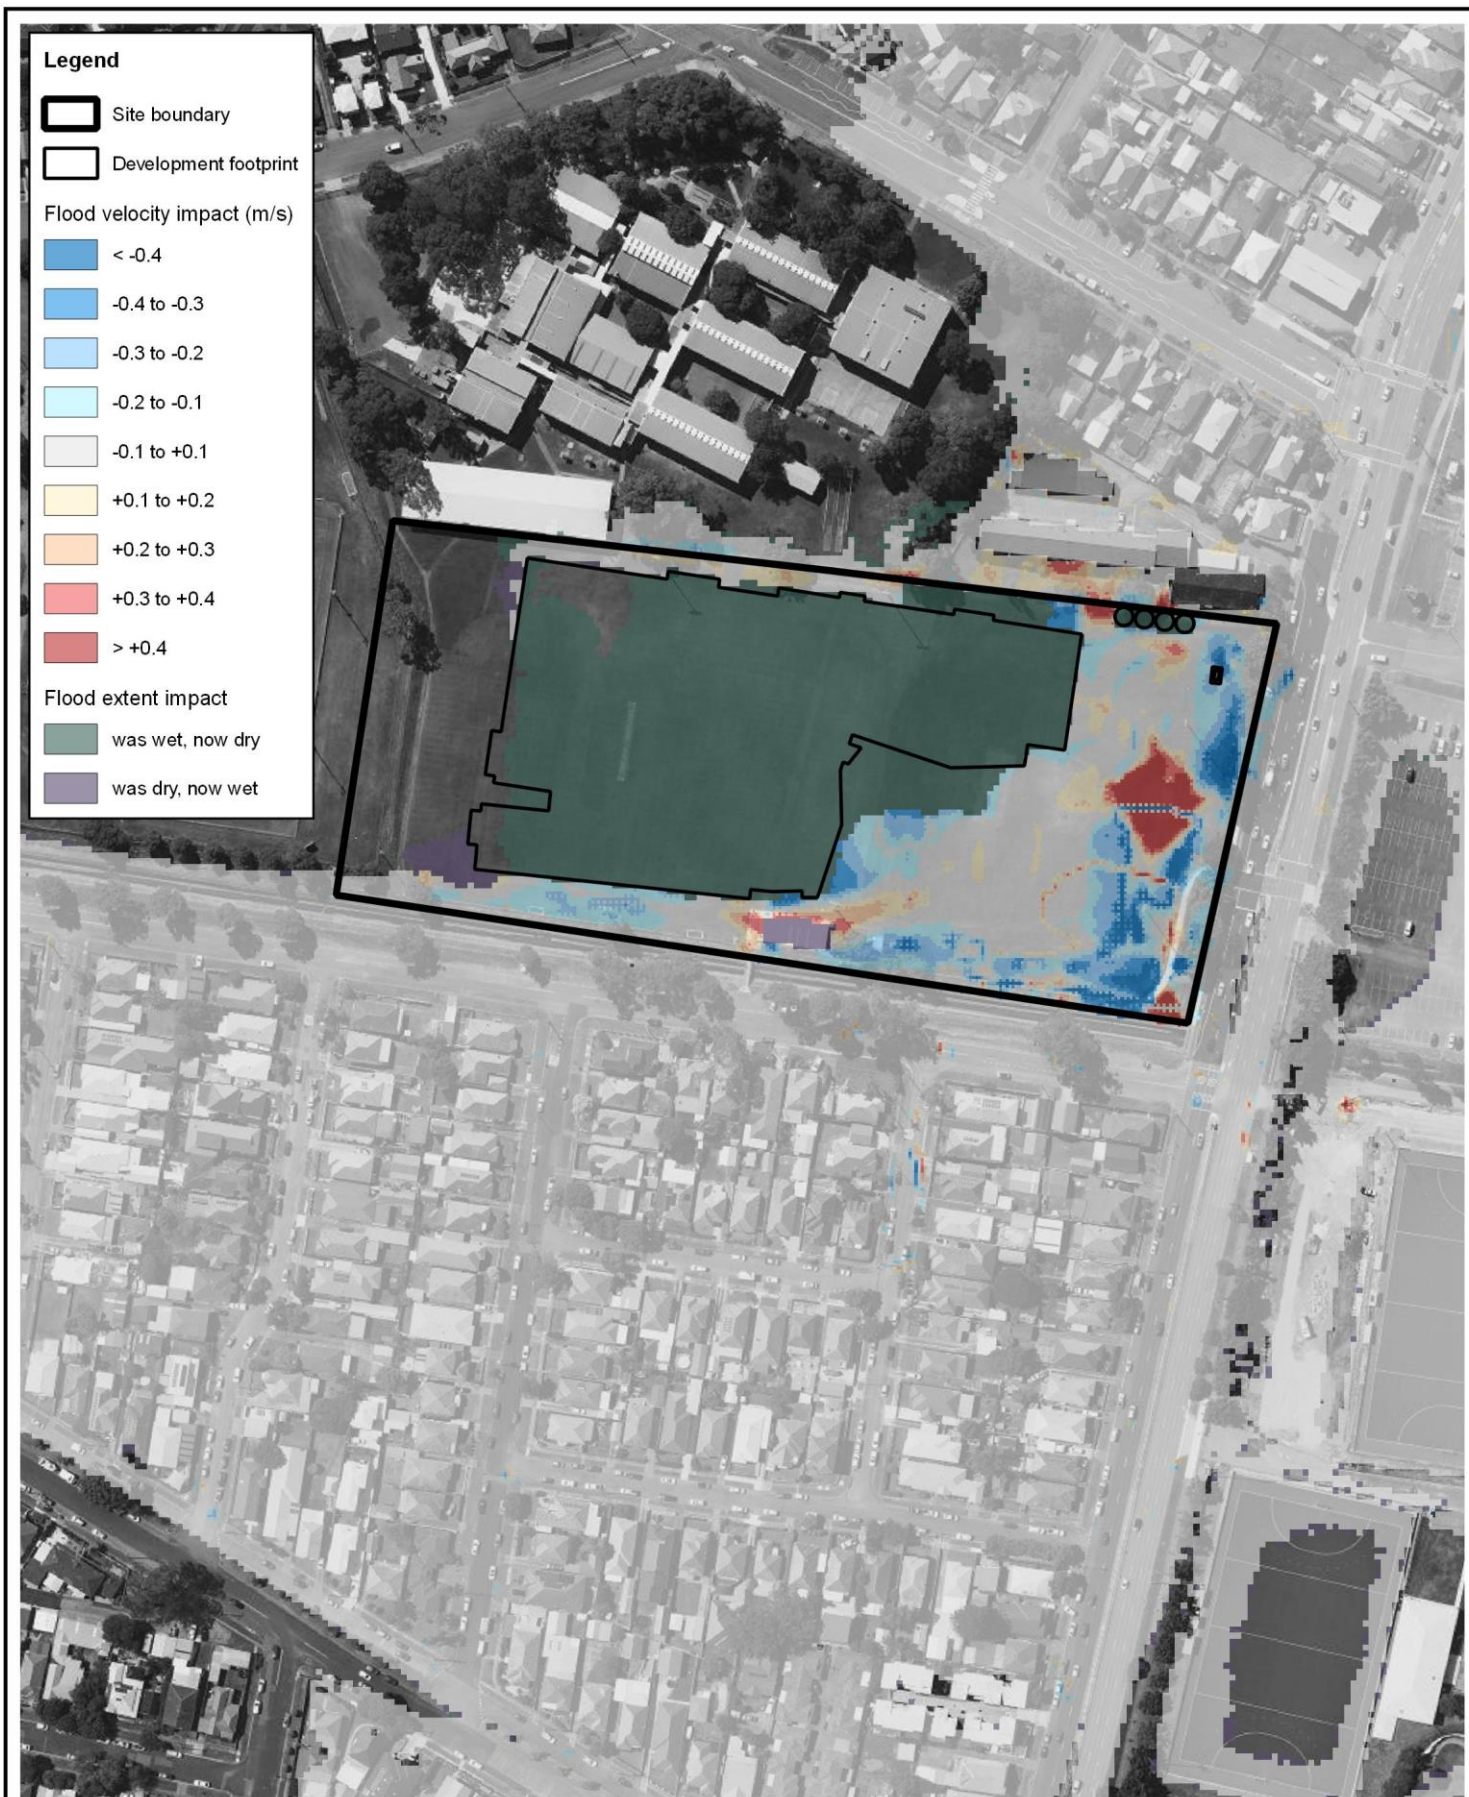 Legend
Site boundary
Development footprint
Flood velocity impact (m/s)
< -0.4
-0.4 to -0.3
-0.3 to -0.2
-0.2 to -0.1
-0.1 to +0.1
+0.1 to +0.2
+0.2 to +0.3
+0.3 to +0.4
> +0.4
Flood extent impact
was wet, now dry
was dry, now wet